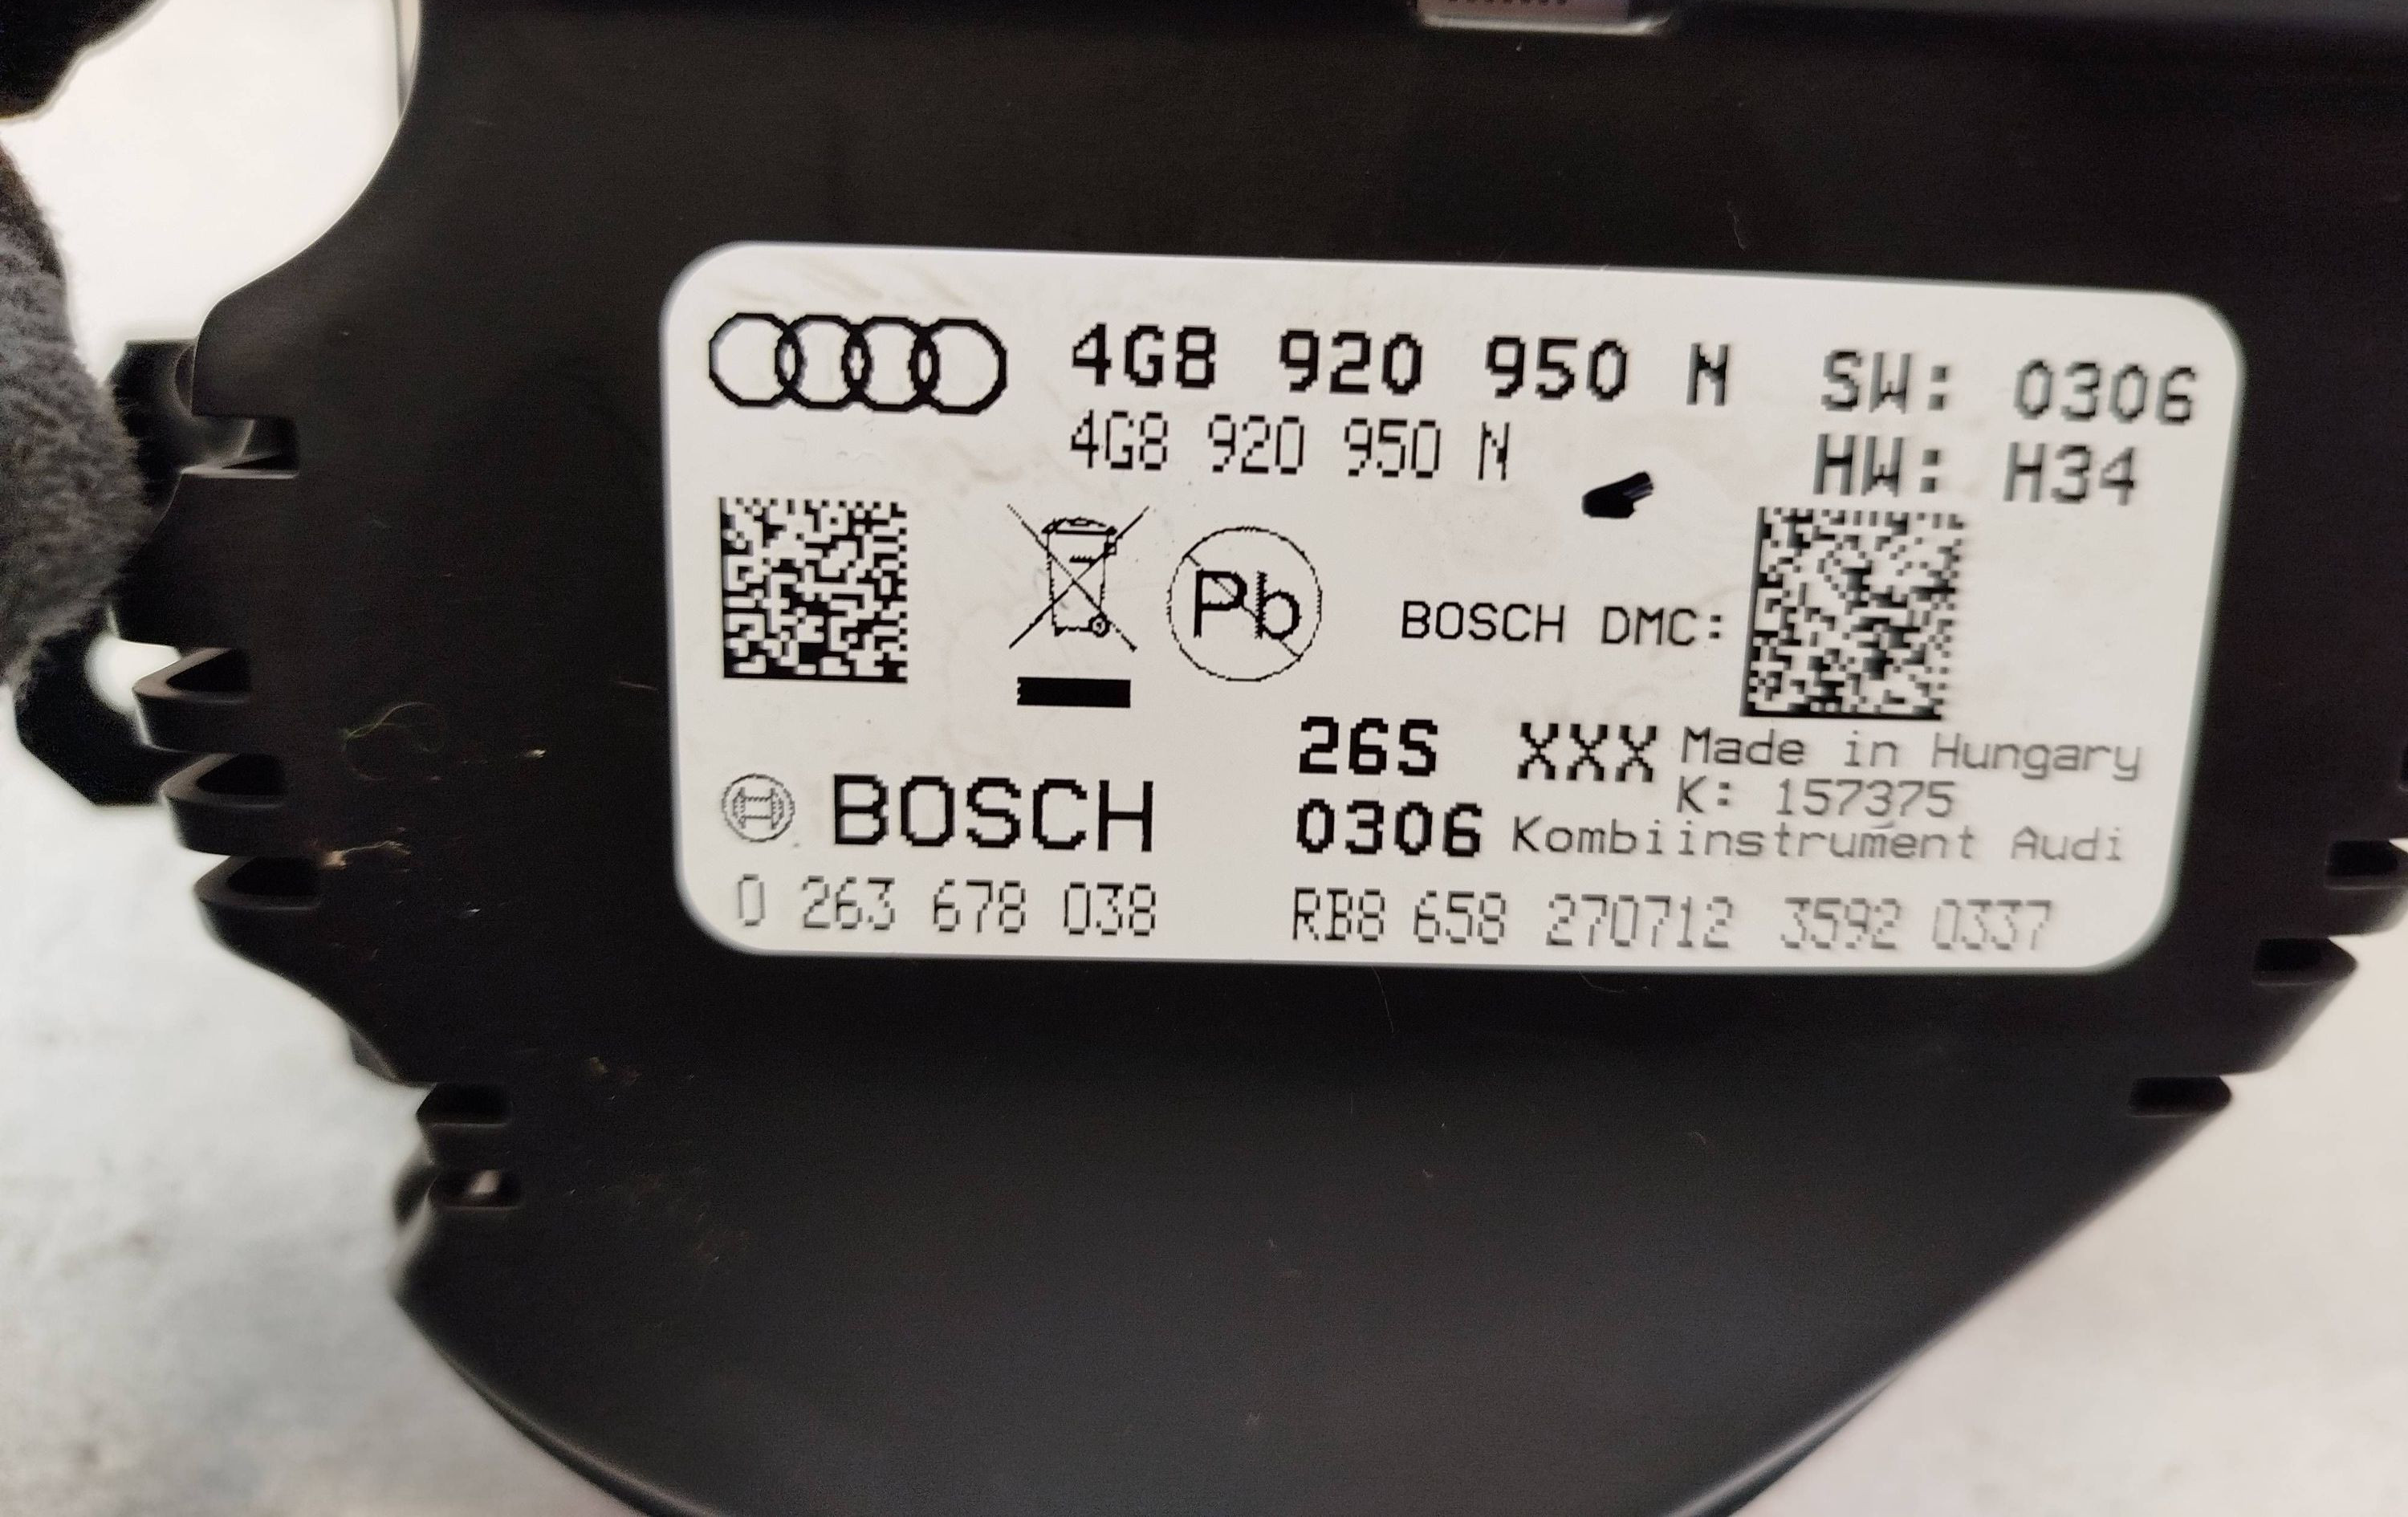 4G8 920 950 N SW: 0306
4G8 920 950 N HW: H34
Pb
BOSCH DMC:
26S XXX Made in Hungary
K: 157375
BOSCH 0306 Kombiinstrument Audi
0 263 678 038 RB8 658 270712 3592 0337